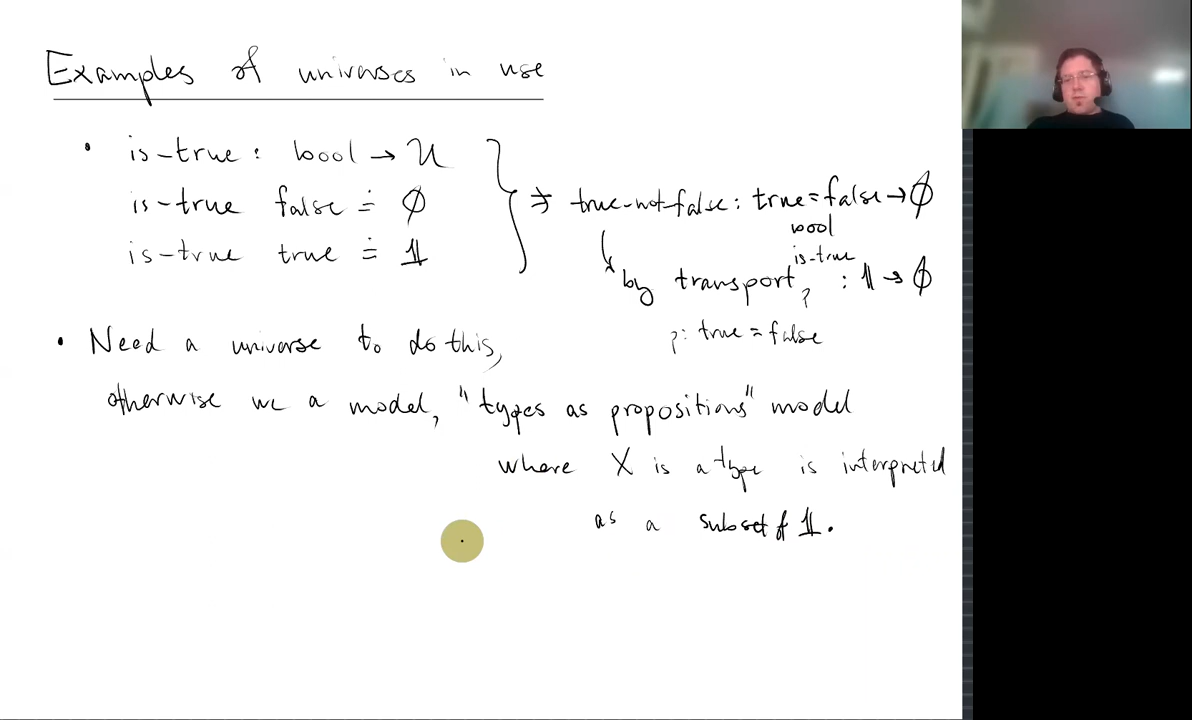 Examples of universes in use
• is-true : bool → U
is-true false ≐ ∅
is-true true ≐ 𝟙
⇒ true-not-false : true = false → ∅
bool
by transport is-true p : 𝟙 → ∅
p : true = false
• Need a universe to do this,
otherwise we a model, "types as propositions" model
where X is a type is interpreted
as a subset of 𝟙.